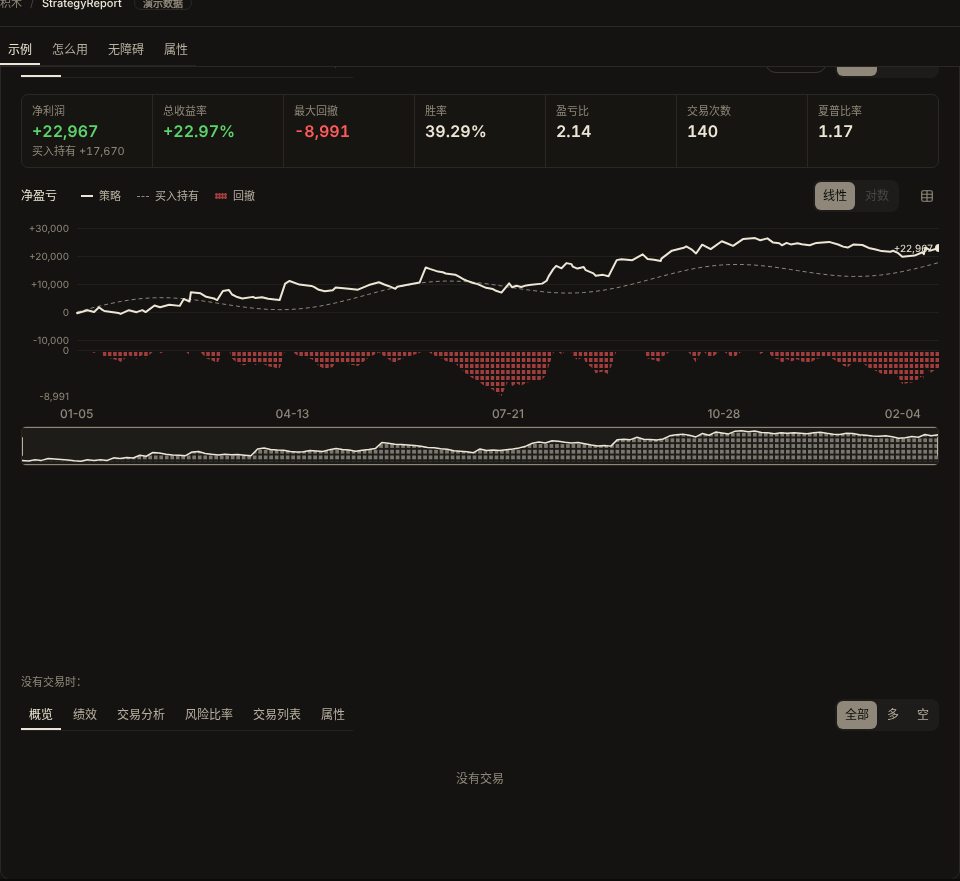 积木 / StrategyReport 演示数据
示例 怎么用 无障碍 属性
净利润 总收益率 最大回撤 胜率 盈亏比 交易次数 夏普比率
+22,967 +22.97% -8,991 39.29% 2.14 140 1.17
买入持有 +17,670
净盈亏 策略 买入持有 回撤 线性 对数
+30,000
+20,000
+22,967
+10,000
0
-10,000
0
-8,991
01-05 04-13 07-21 10-28 02-04
没有交易时：
概览 绩效 交易分析 风险比率 交易列表 属性 全部 多 空
没有交易